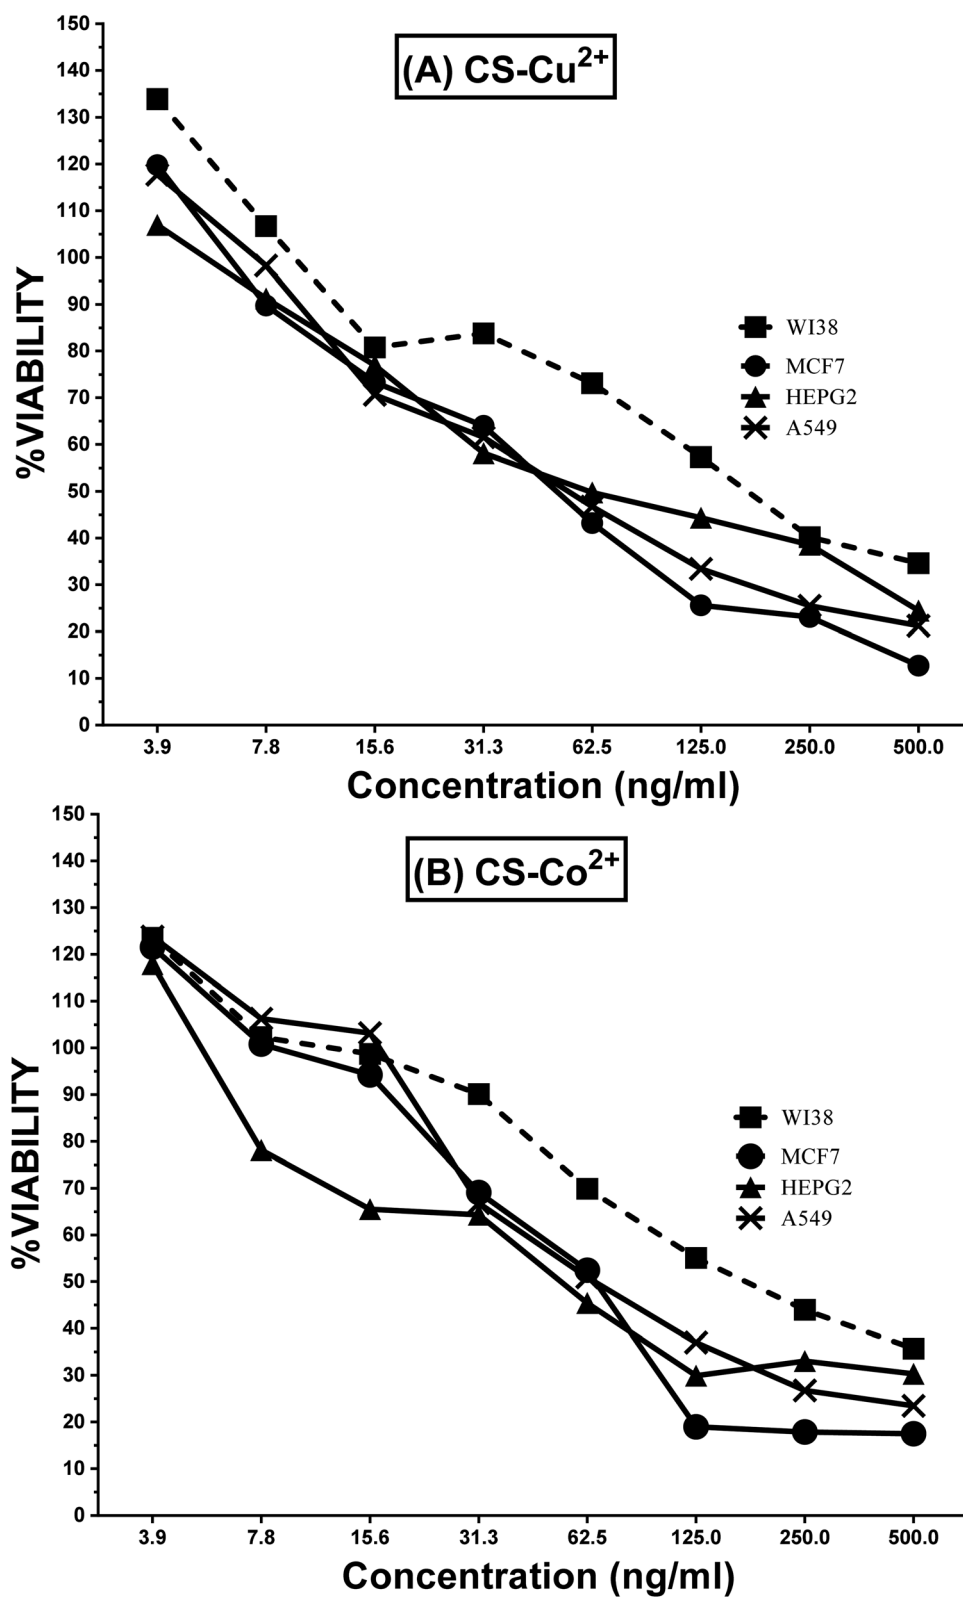 150
(A) CS-Cu²⁺
140
130
120
110
100
90
80
70
60
50
40
30
20
10
0
%VIABILITY
WI38
MCF7
HEPG2
A549
3.9 7.8 15.6 31.3 62.5 125.0 250.0 500.0
Concentration (ng/ml)
150
(B) CS-Co²⁺
140
130
120
110
100
90
80
70
60
50
40
30
20
10
0
%VIABILITY
WI38
MCF7
HEPG2
A549
3.9 7.8 15.6 31.3 62.5 125.0 250.0 500.0
Concentration (ng/ml)